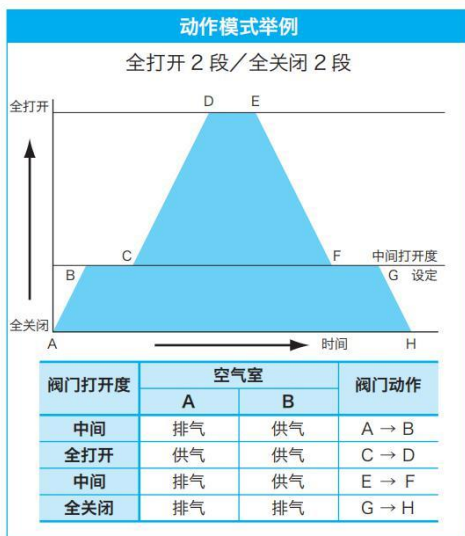 动作模式举例
全打开 2 段／全关闭 2 段
全打开
D E
C F 中间打开度
B G 设定
全关闭
A 时间 H
阀门打开度 空气室 阀门动作
A B
中间 排气 供气 A → B
全打开 供气 供气 C → D
中间 排气 供气 E → F
全关闭 排气 排气 G → H